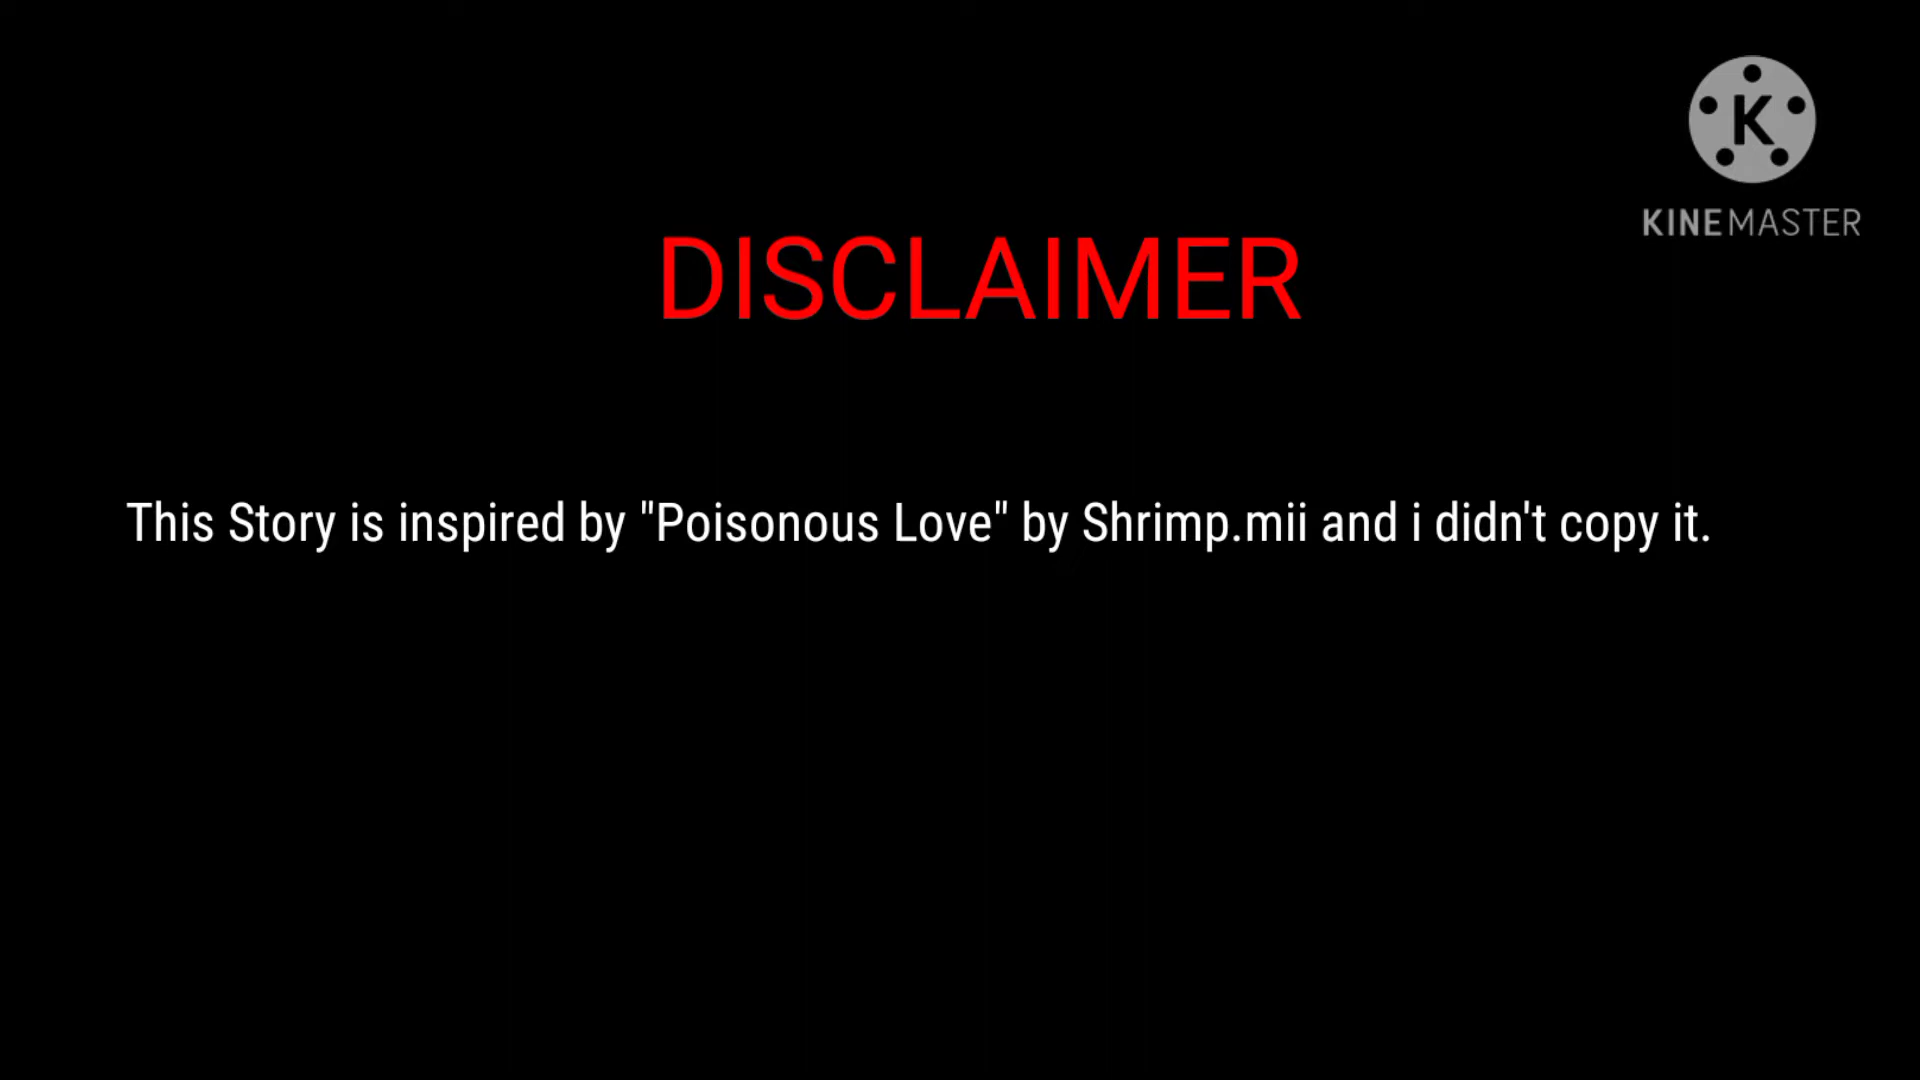 K
KINEMASTER
DISCLAIMER
This Story is inspired by "Poisonous Love" by Shrimp.mii and i didn't copy it.